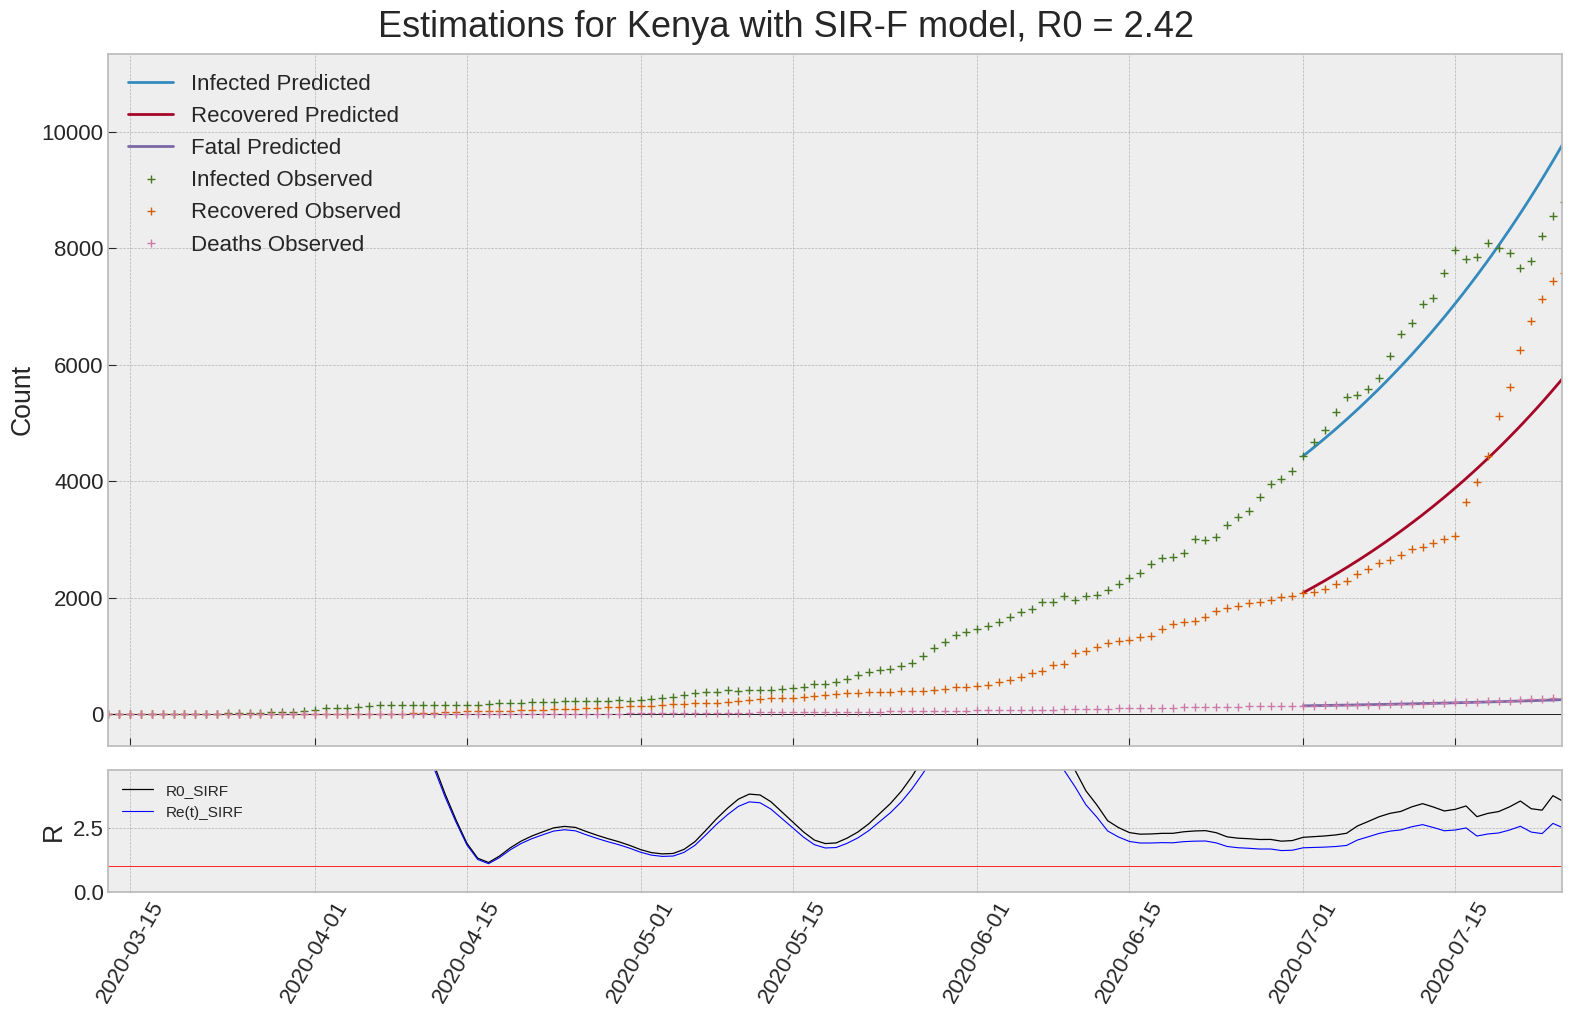 Estimations for Kenya with SIR-F model, R0 = 2.42
Infected Predicted
Recovered Predicted
Fatal Predicted
Infected Observed
Recovered Observed
Deaths Observed
10000
8000
6000
4000
2000
0
Count
R0_SIRF
Re(t)_SIRF
2.5
0.0
R
2020-03-15
2020-04-01
2020-04-15
2020-05-01
2020-05-15
2020-06-01
2020-06-15
2020-07-01
2020-07-15